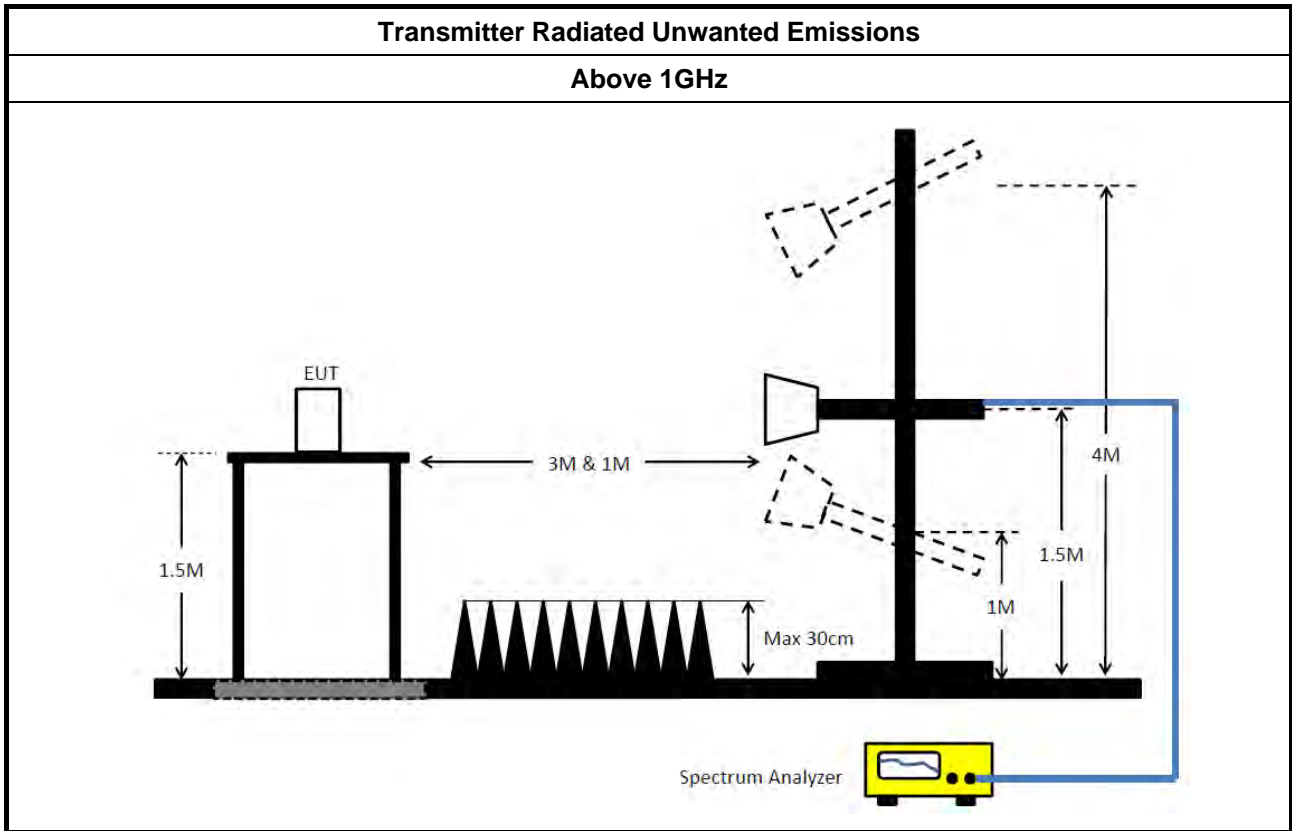 Transmitter Radiated Unwanted Emissions
Above 1GHz
EUT
3M & 1M
4M
1.5M
1.5M
1M
Max 30cm
Spectrum Analyzer